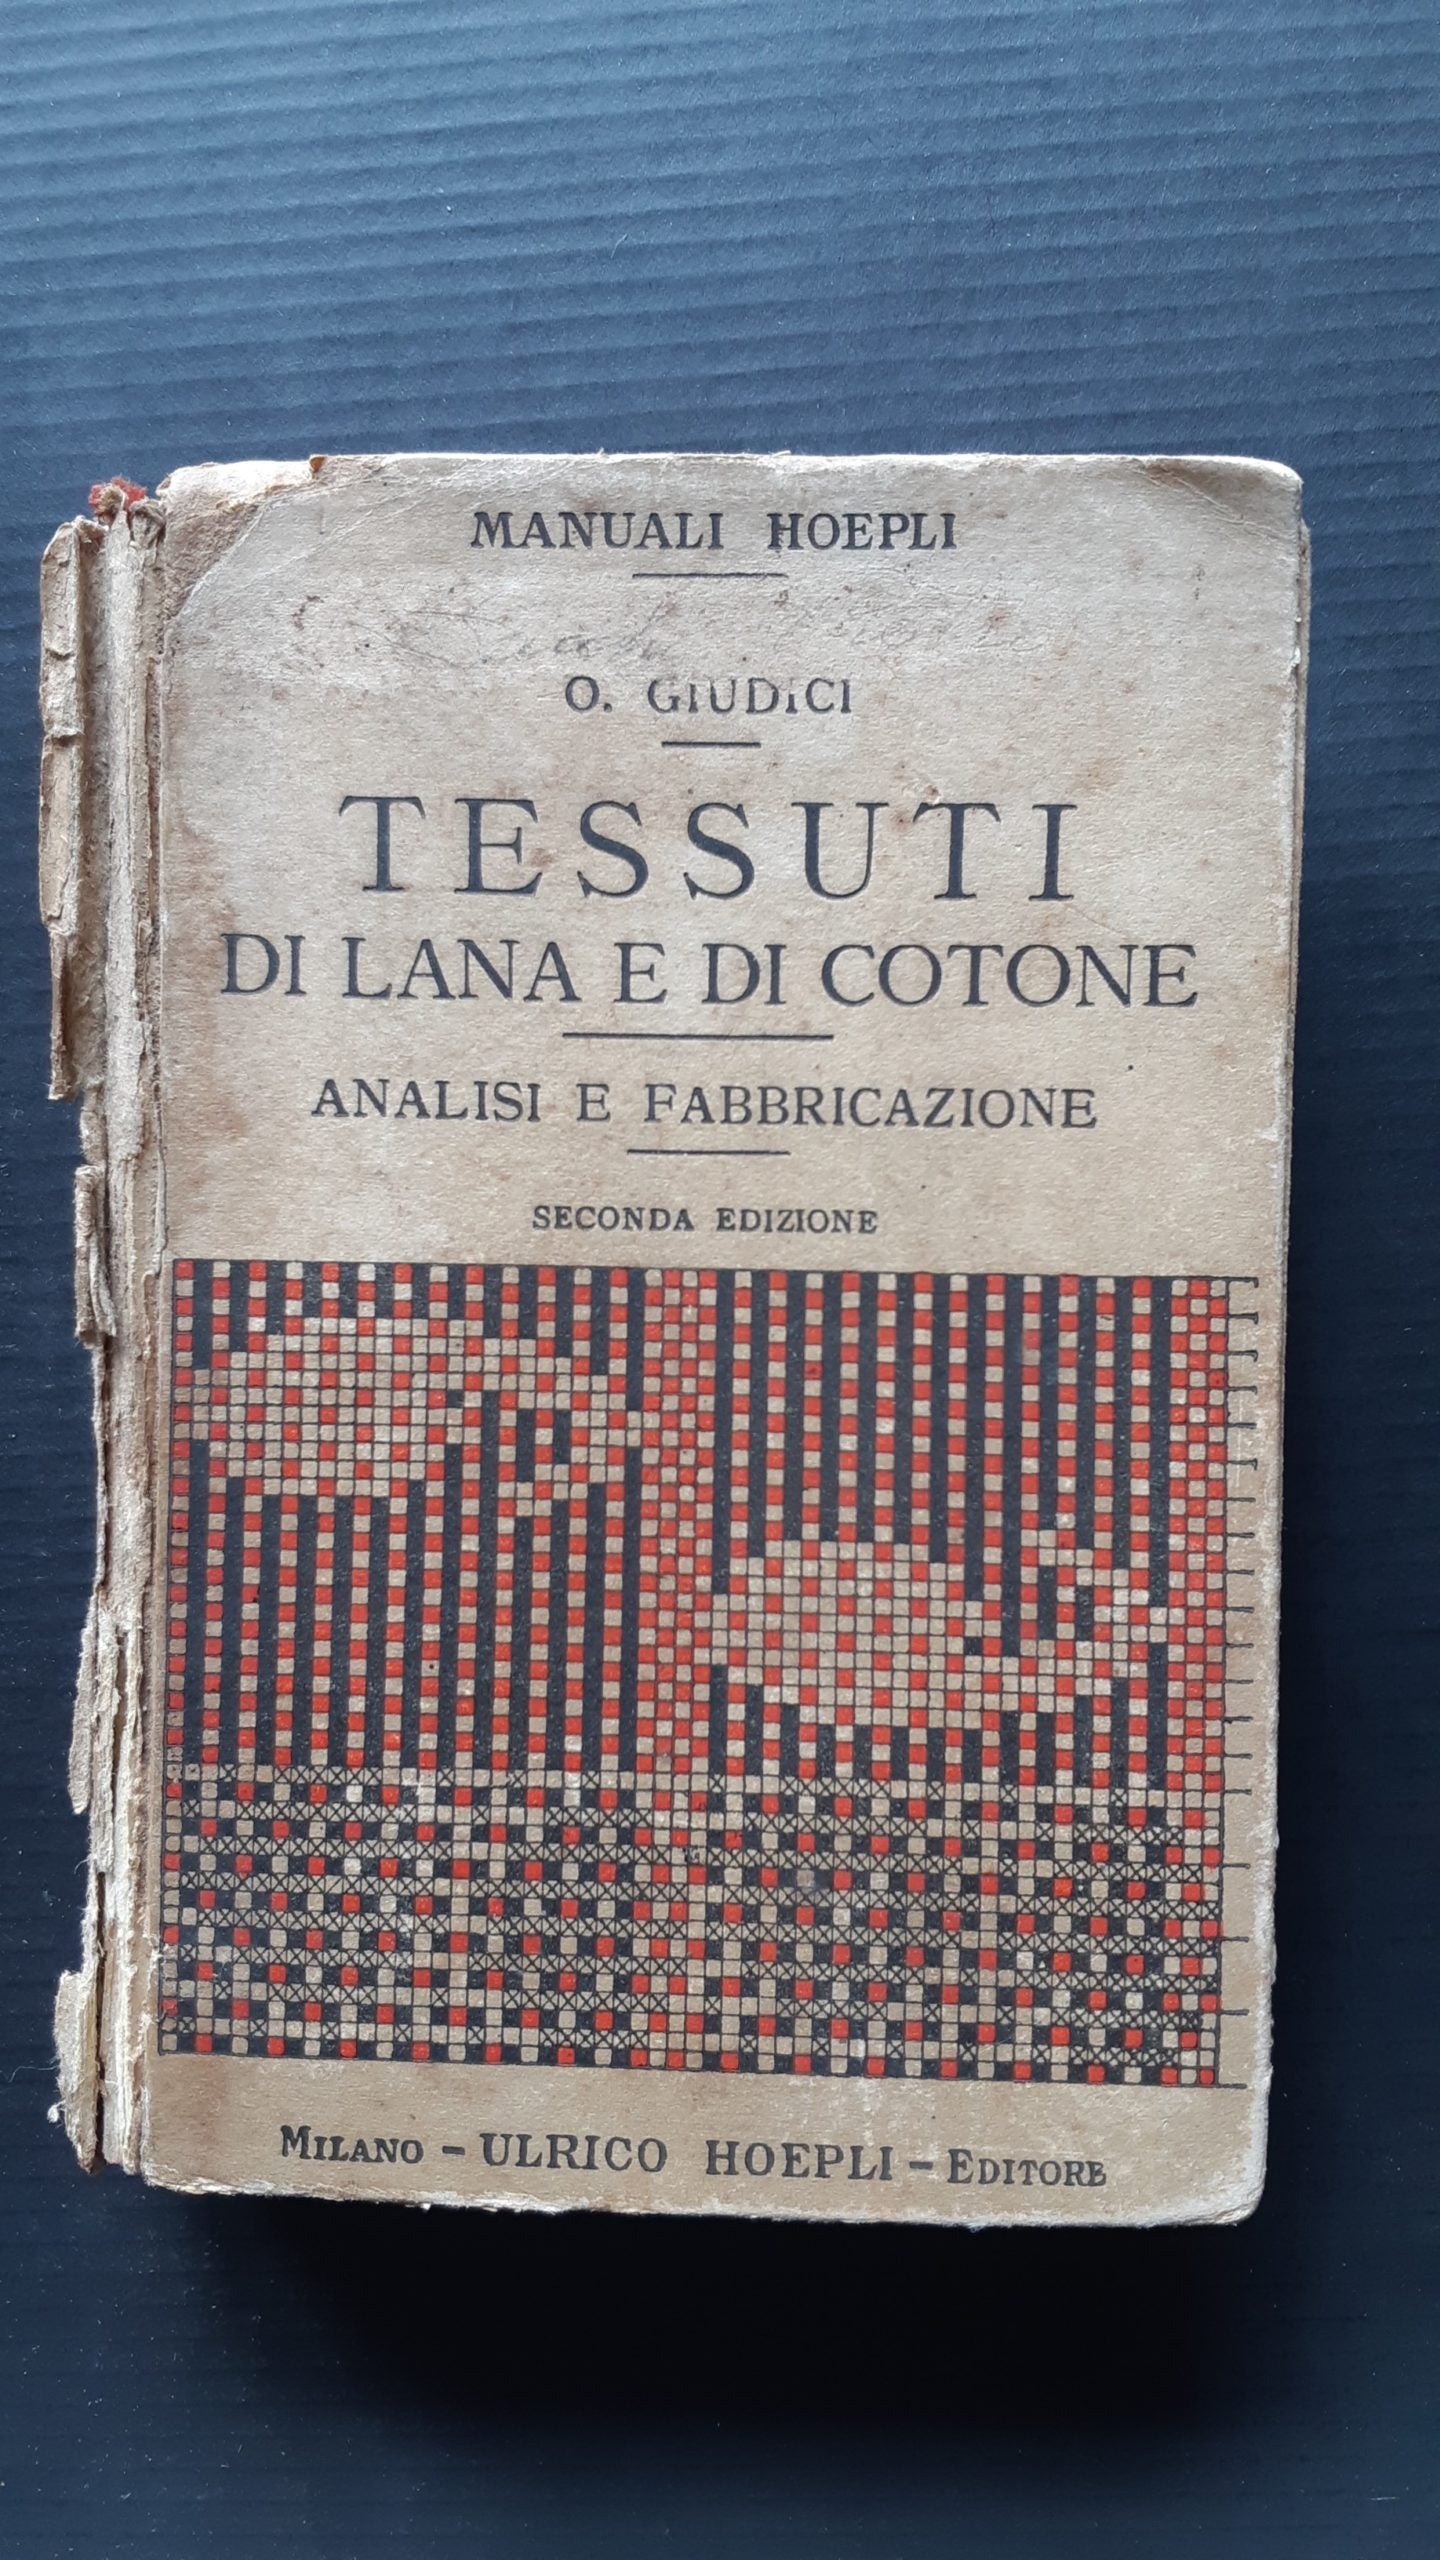 MANUALI HOEPLI
O. GIUDICI
TESSUTI
DI LANA E DI COTONE
ANALISI E FABBRICAZIONE
SECONDA EDIZIONE
MILANO - ULRICO HOEPLI - EDITORE